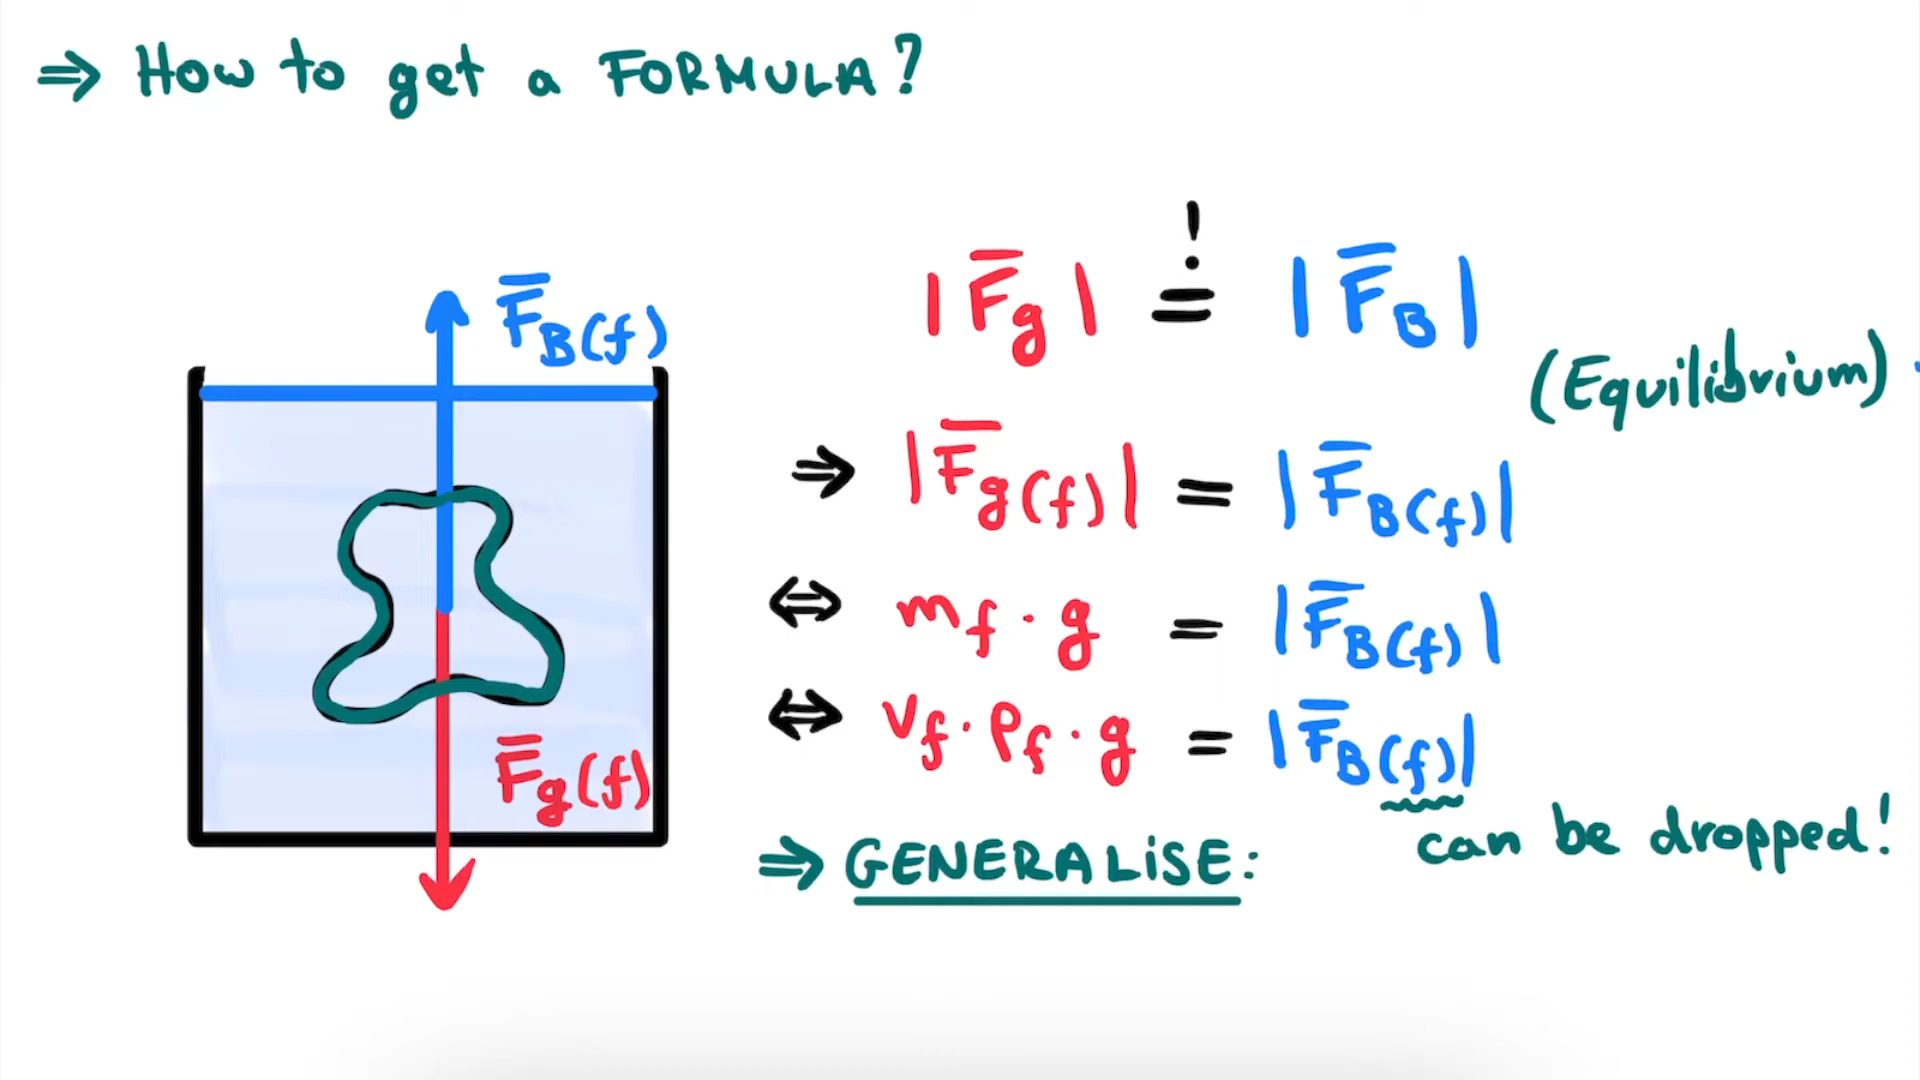 ⇒ How to get a FORMULA?
F̄B(f)
F̄g(f)
|F̄g| =! |F̄B|
(Equilibrium)
⇒ |F̄g(f)| = |F̄B(f)|
⇔ mf · g = |F̄B(f)|
⇔ Vf · ρf · g = |F̄B(f)|
can be dropped!
⇒ GENERALiSE: